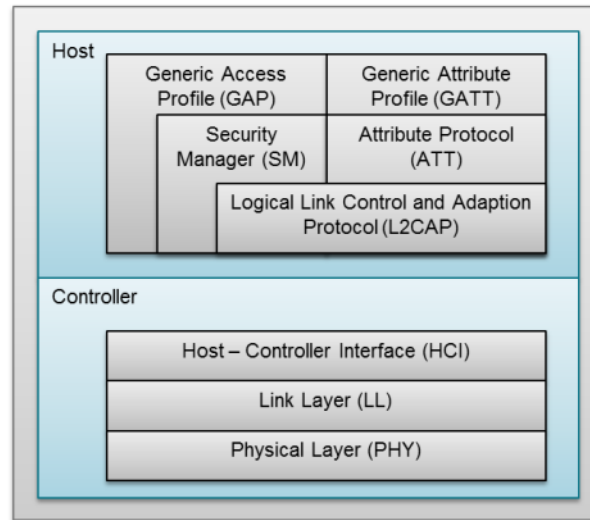 Host
Generic Access
Profile (GAP)
Generic Attribute
Profile (GATT)
Security
Manager (SM)
Attribute Protocol
(ATT)
Logical Link Control and Adaption
Protocol (L2CAP)
Controller
Host – Controller Interface (HCI)
Link Layer (LL)
Physical Layer (PHY)